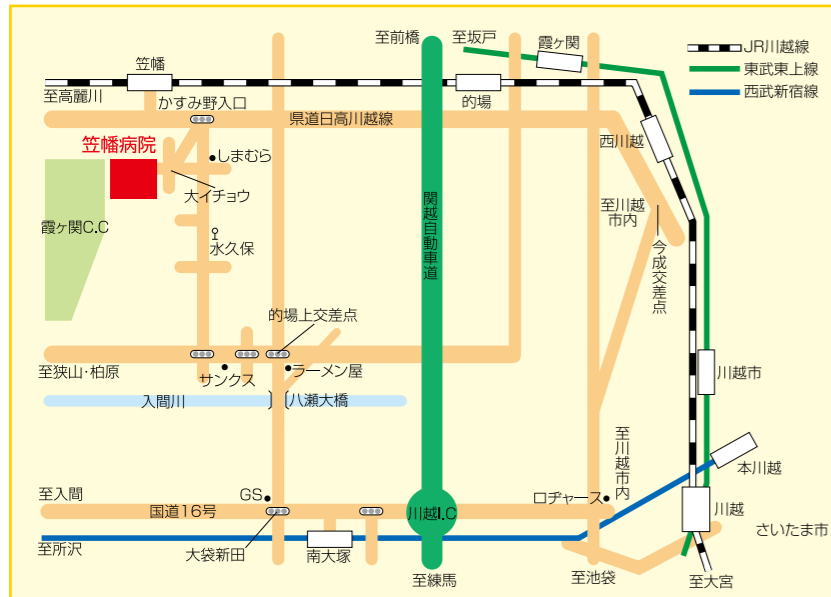 至前橋
至坂戸
霞ヶ関
JR川越線
東武東上線
西武新宿線
笠幡
至高麗川
かすみ野入口
的場
県道日高川越線
西川越
笠幡病院
しまむら
大イチョウ
霞ヶ関C.C
水久保
関越自動車道
至川越
市内
今成交差点
的場上交差点
至狭山・柏原
サンクス
ラーメン屋
川越市
入間川
八瀬大橋
至川越市内
本川越
至入間
GS
国道16号
川越I.C
ロヂャース
川越
さいたま市
至所沢
大袋新田
南大塚
至練馬
至池袋
至大宮